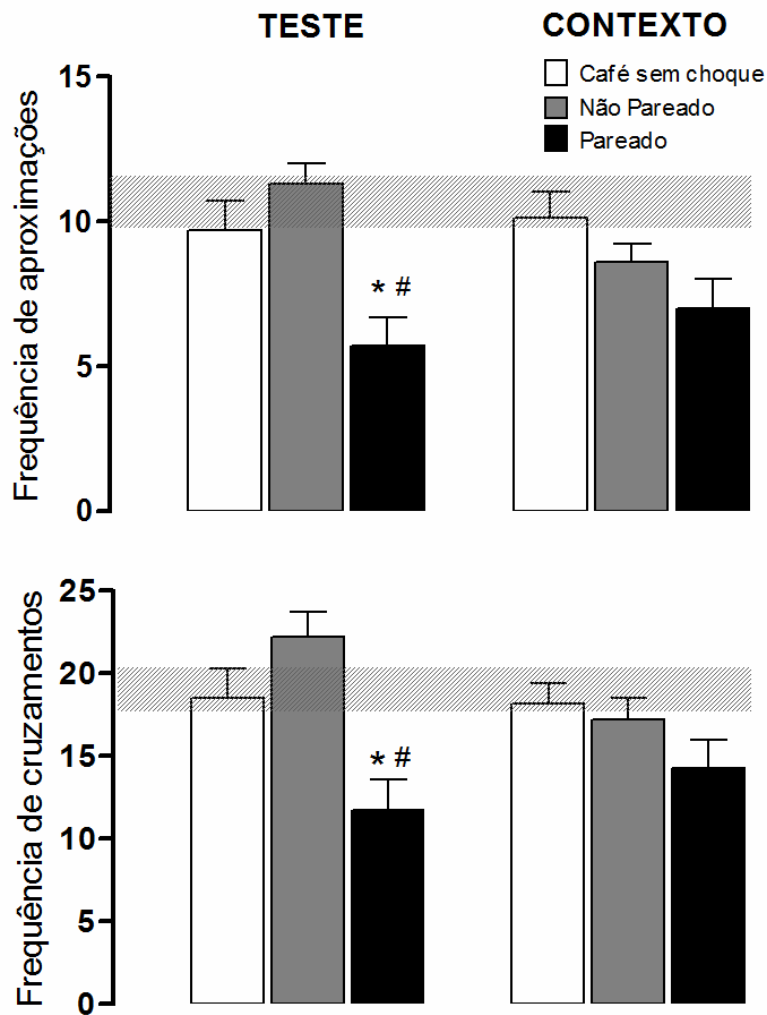 TESTE CONTEXTO
Café sem choque
Não Pareado
Pareado
Frequência de aproximações
15
10
5
0
* #
Frequência de cruzamentos
25
20
15
10
5
0
* #